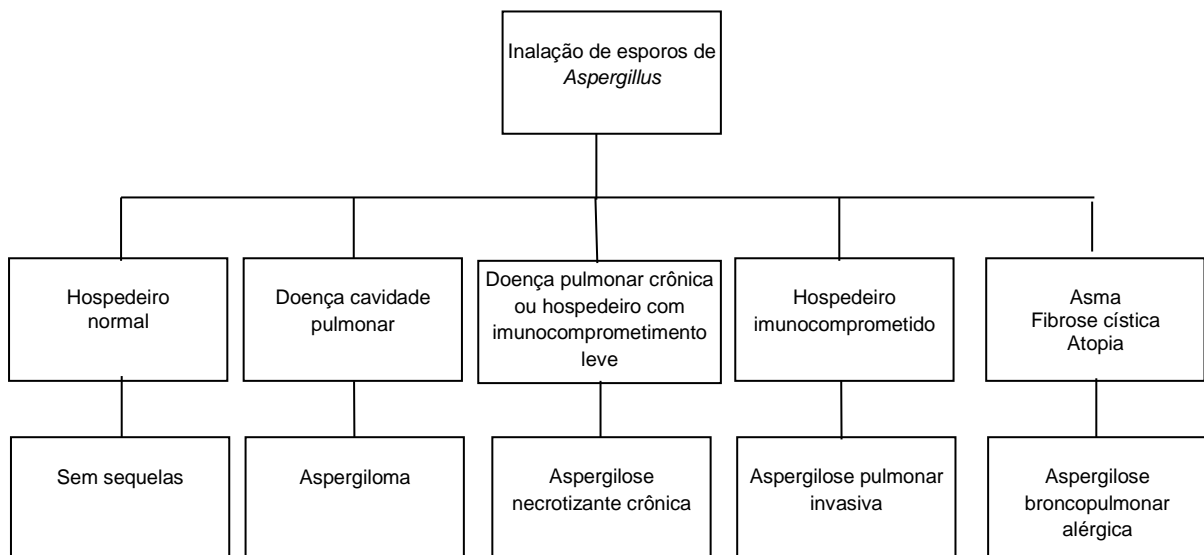 Inalação de esporos de
Aspergillus
Hospedeiro
normal
Doença cavidade
pulmonar
Doença pulmonar crônica
ou hospedeiro com
imunocomprometimento
leve
Hospedeiro
imunocomprometido
Asma
Fibrose cística
Atopia
Sem sequelas
Aspergiloma
Aspergilose
necrotizante crônica
Aspergilose pulmonar
invasiva
Aspergilose
broncopulmonar
alérgica